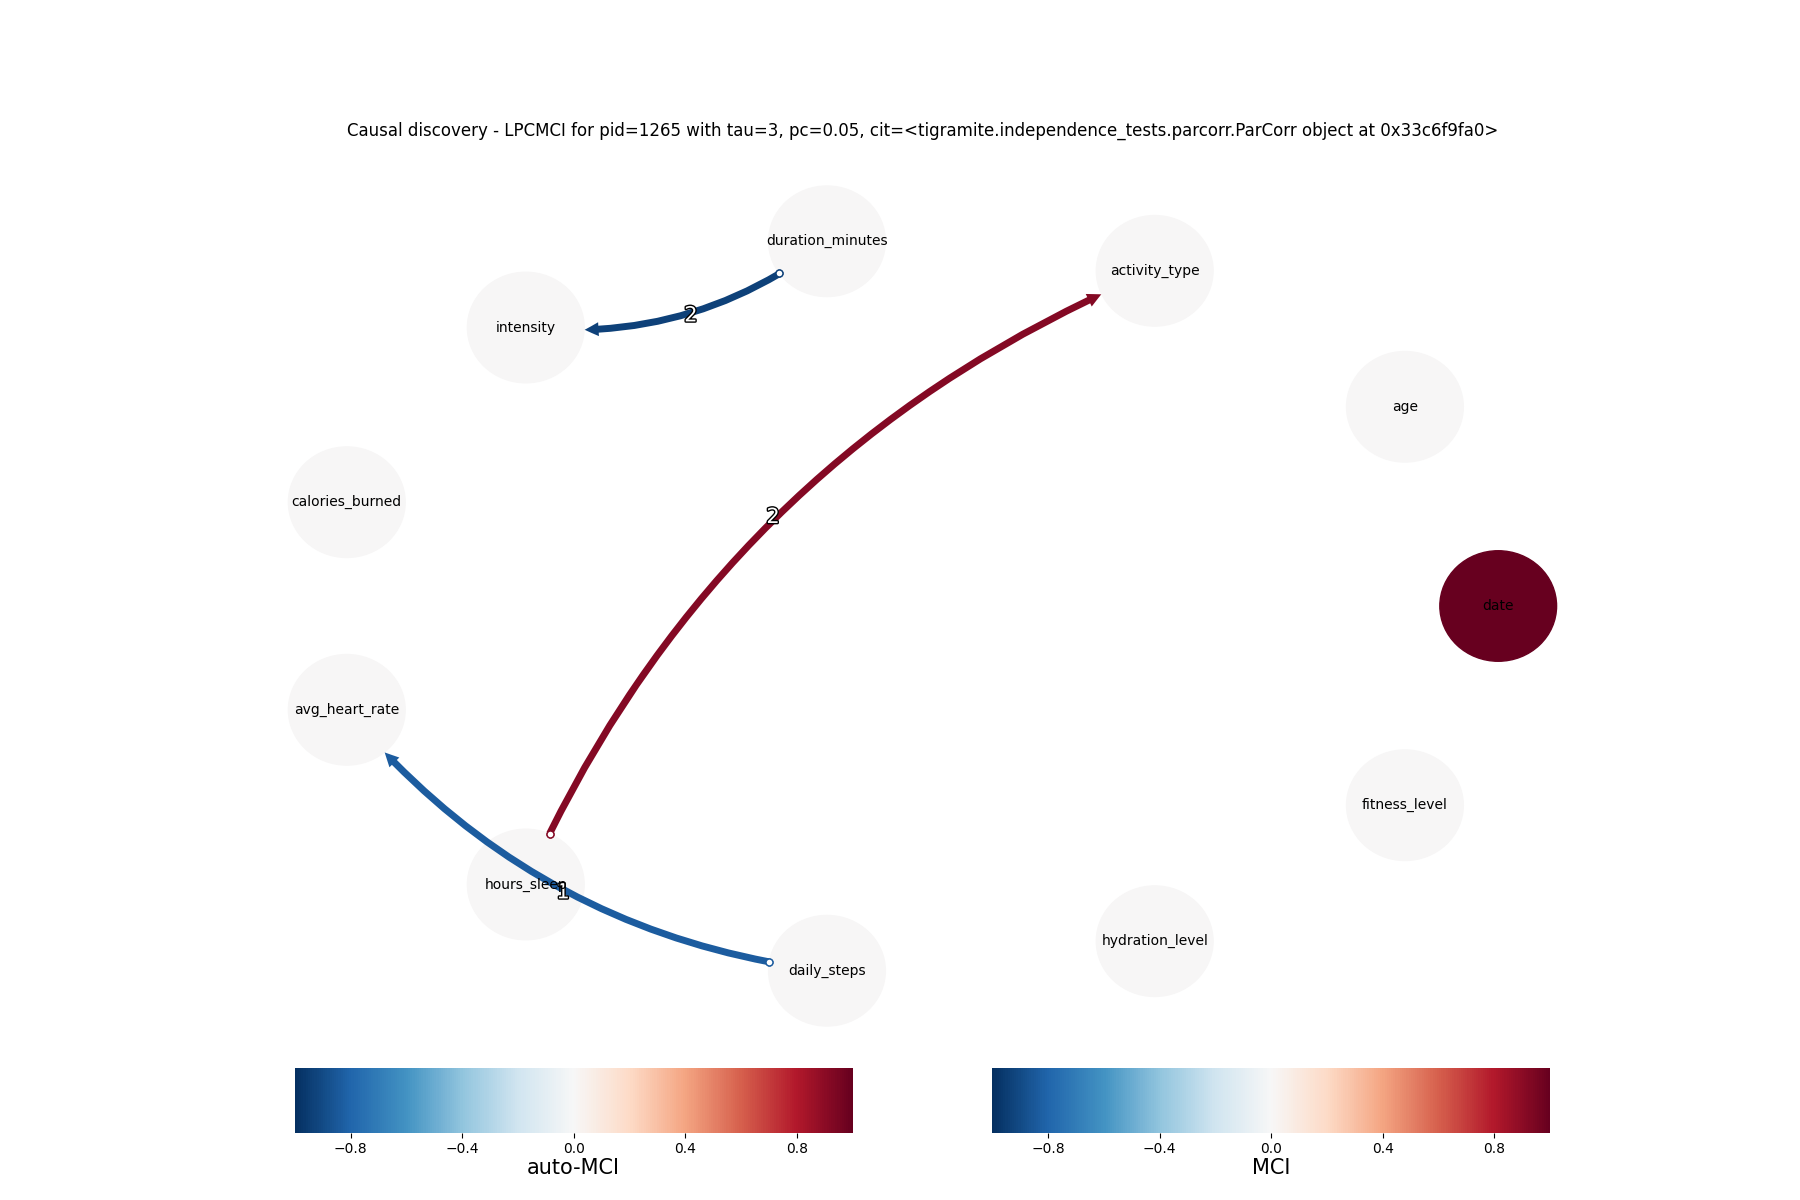 Causal discovery - LPCMCI for pid=1265 with tau=3, pc=0.05, cit=<tigramite.independence_tests.parcorr.ParCorr object at 0x33c6f9fa0>
duration_minutes
activity_type
2
intensity
age
calories_burned
2
date
avg_heart_rate
fitness_level
hours_sleep
1
hydration_level
daily_steps
−0.8 −0.4 0.0 0.4 0.8
auto-MCI
−0.8 −0.4 0.0 0.4 0.8
MCI